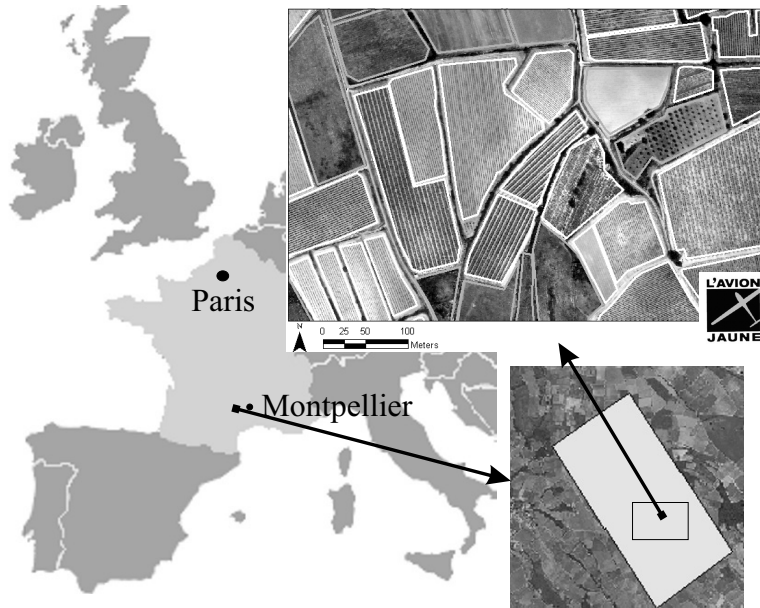 Paris
Montpellier
L'AVION
JAUNE
N
0 25 50 100
Meters